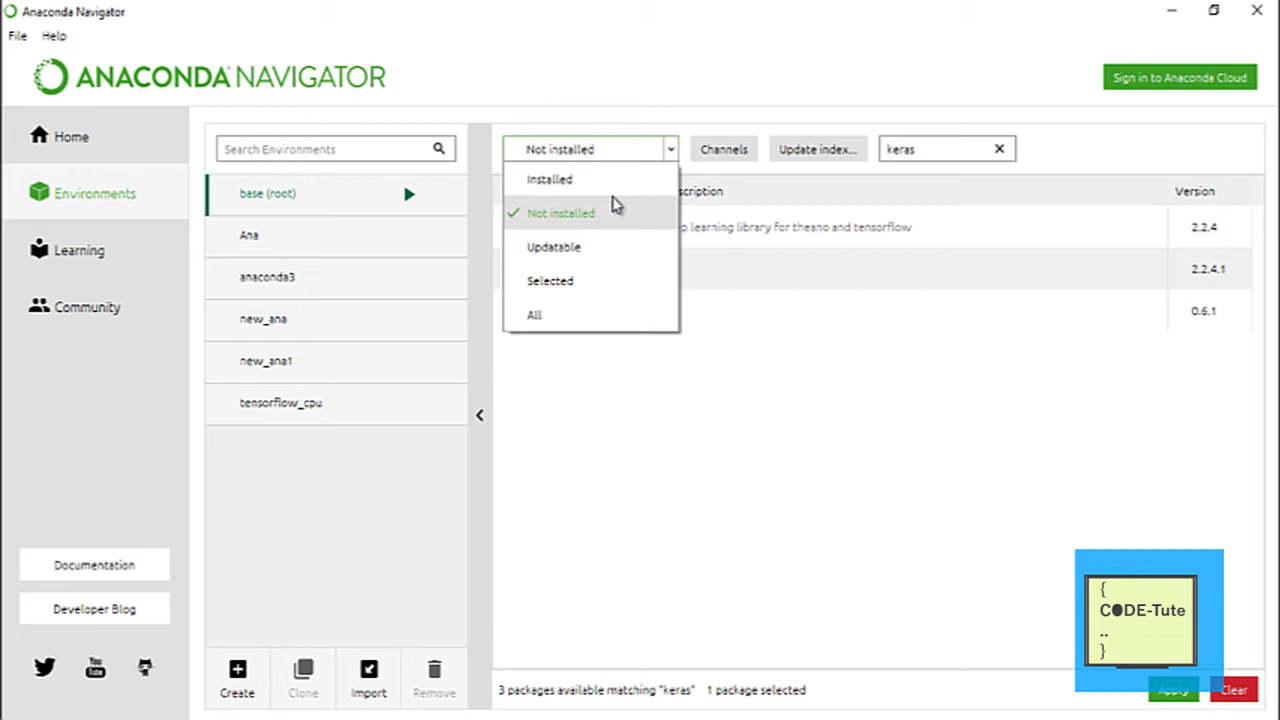 Anaconda Navigator
File Help
ANACONDA NAVIGATOR
Sign in to Anaconda Cloud
Home
Environments
Learning
Community
Documentation
Developer Blog
Search Environments
base (root)
Ana
anaconda3
new_ana
new_ana1
tensorflow_cpu
Create
Clone
Import
Remove
Not installed
Channels
Update index...
keras
Installed
Not installed
Updatable
Selected
All
scription
Version
p learning library for theano and tensorflow
2.2.4
2.2.4.1
0.6.1
3 packages available matching "keras" 1 package selected
Apply
Clear
{
CODE-Tute
..
}